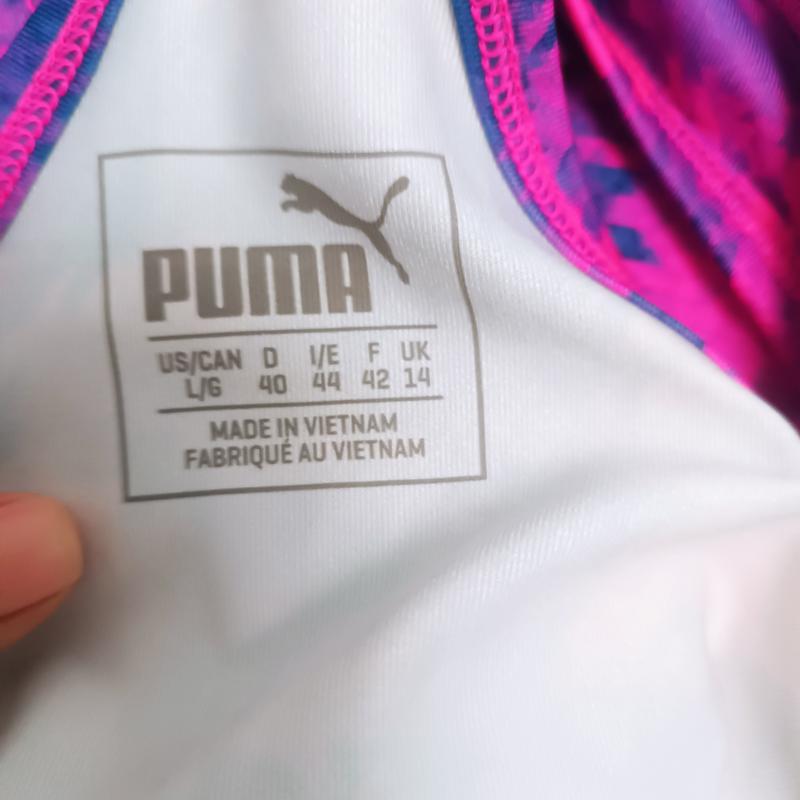 PUMA
US/CAN D I/E F UK
L/G 40 44 42 14
MADE IN VIETNAM
FABRIQUÉ AU VIETNAM